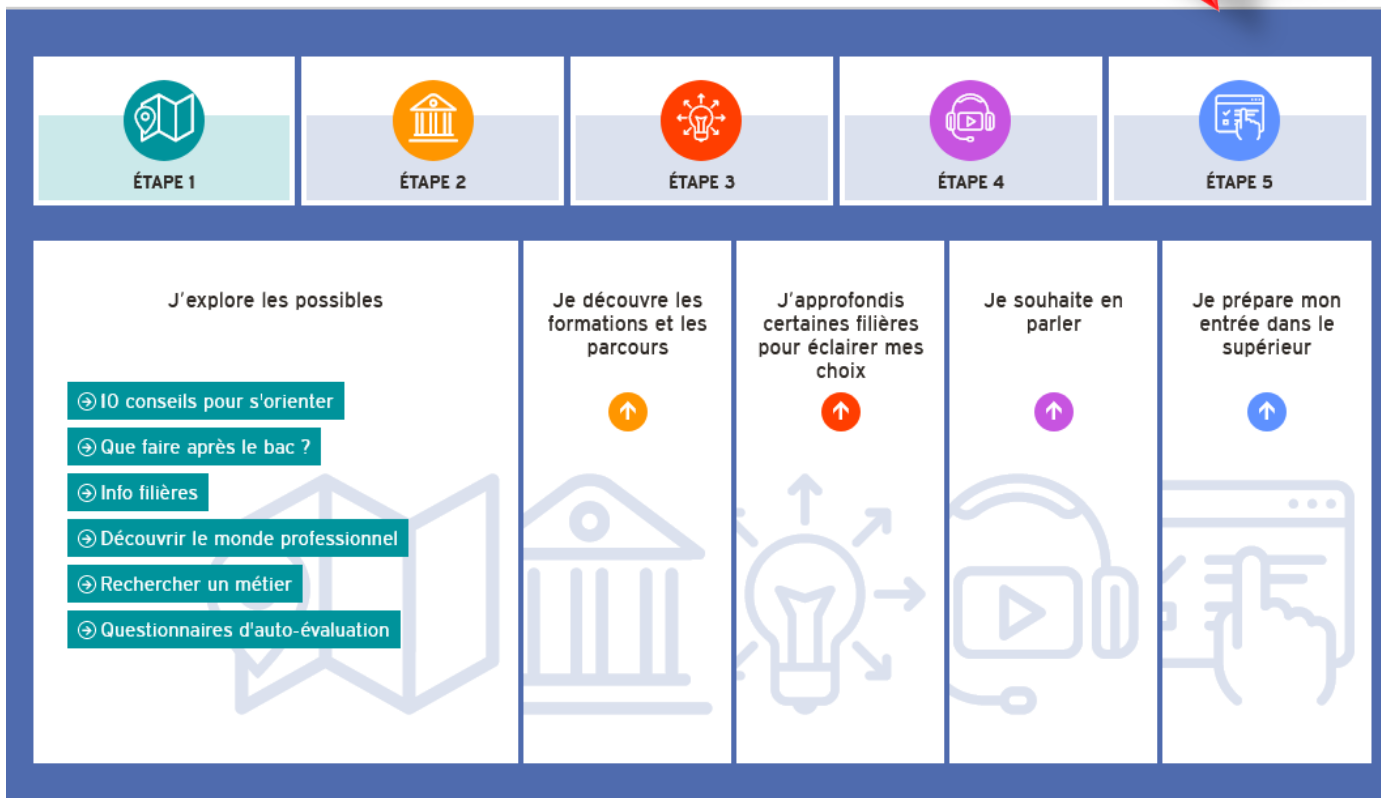 ÉTAPE 1
ÉTAPE 2
ÉTAPE 3
ÉTAPE 4
ÉTAPE 5
J'explore les possibles
10 conseils pour s'orienter
Que faire après le bac ?
Info filières
Découvrir le monde professionnel
Rechercher un métier
Questionnaires d'auto-évaluation
Je découvre les
formations et les
parcours
J'approfondis
certaines filières
pour éclairer mes
choix
Je souhaite en
parler
Je prépare mon
entrée dans le
supérieur